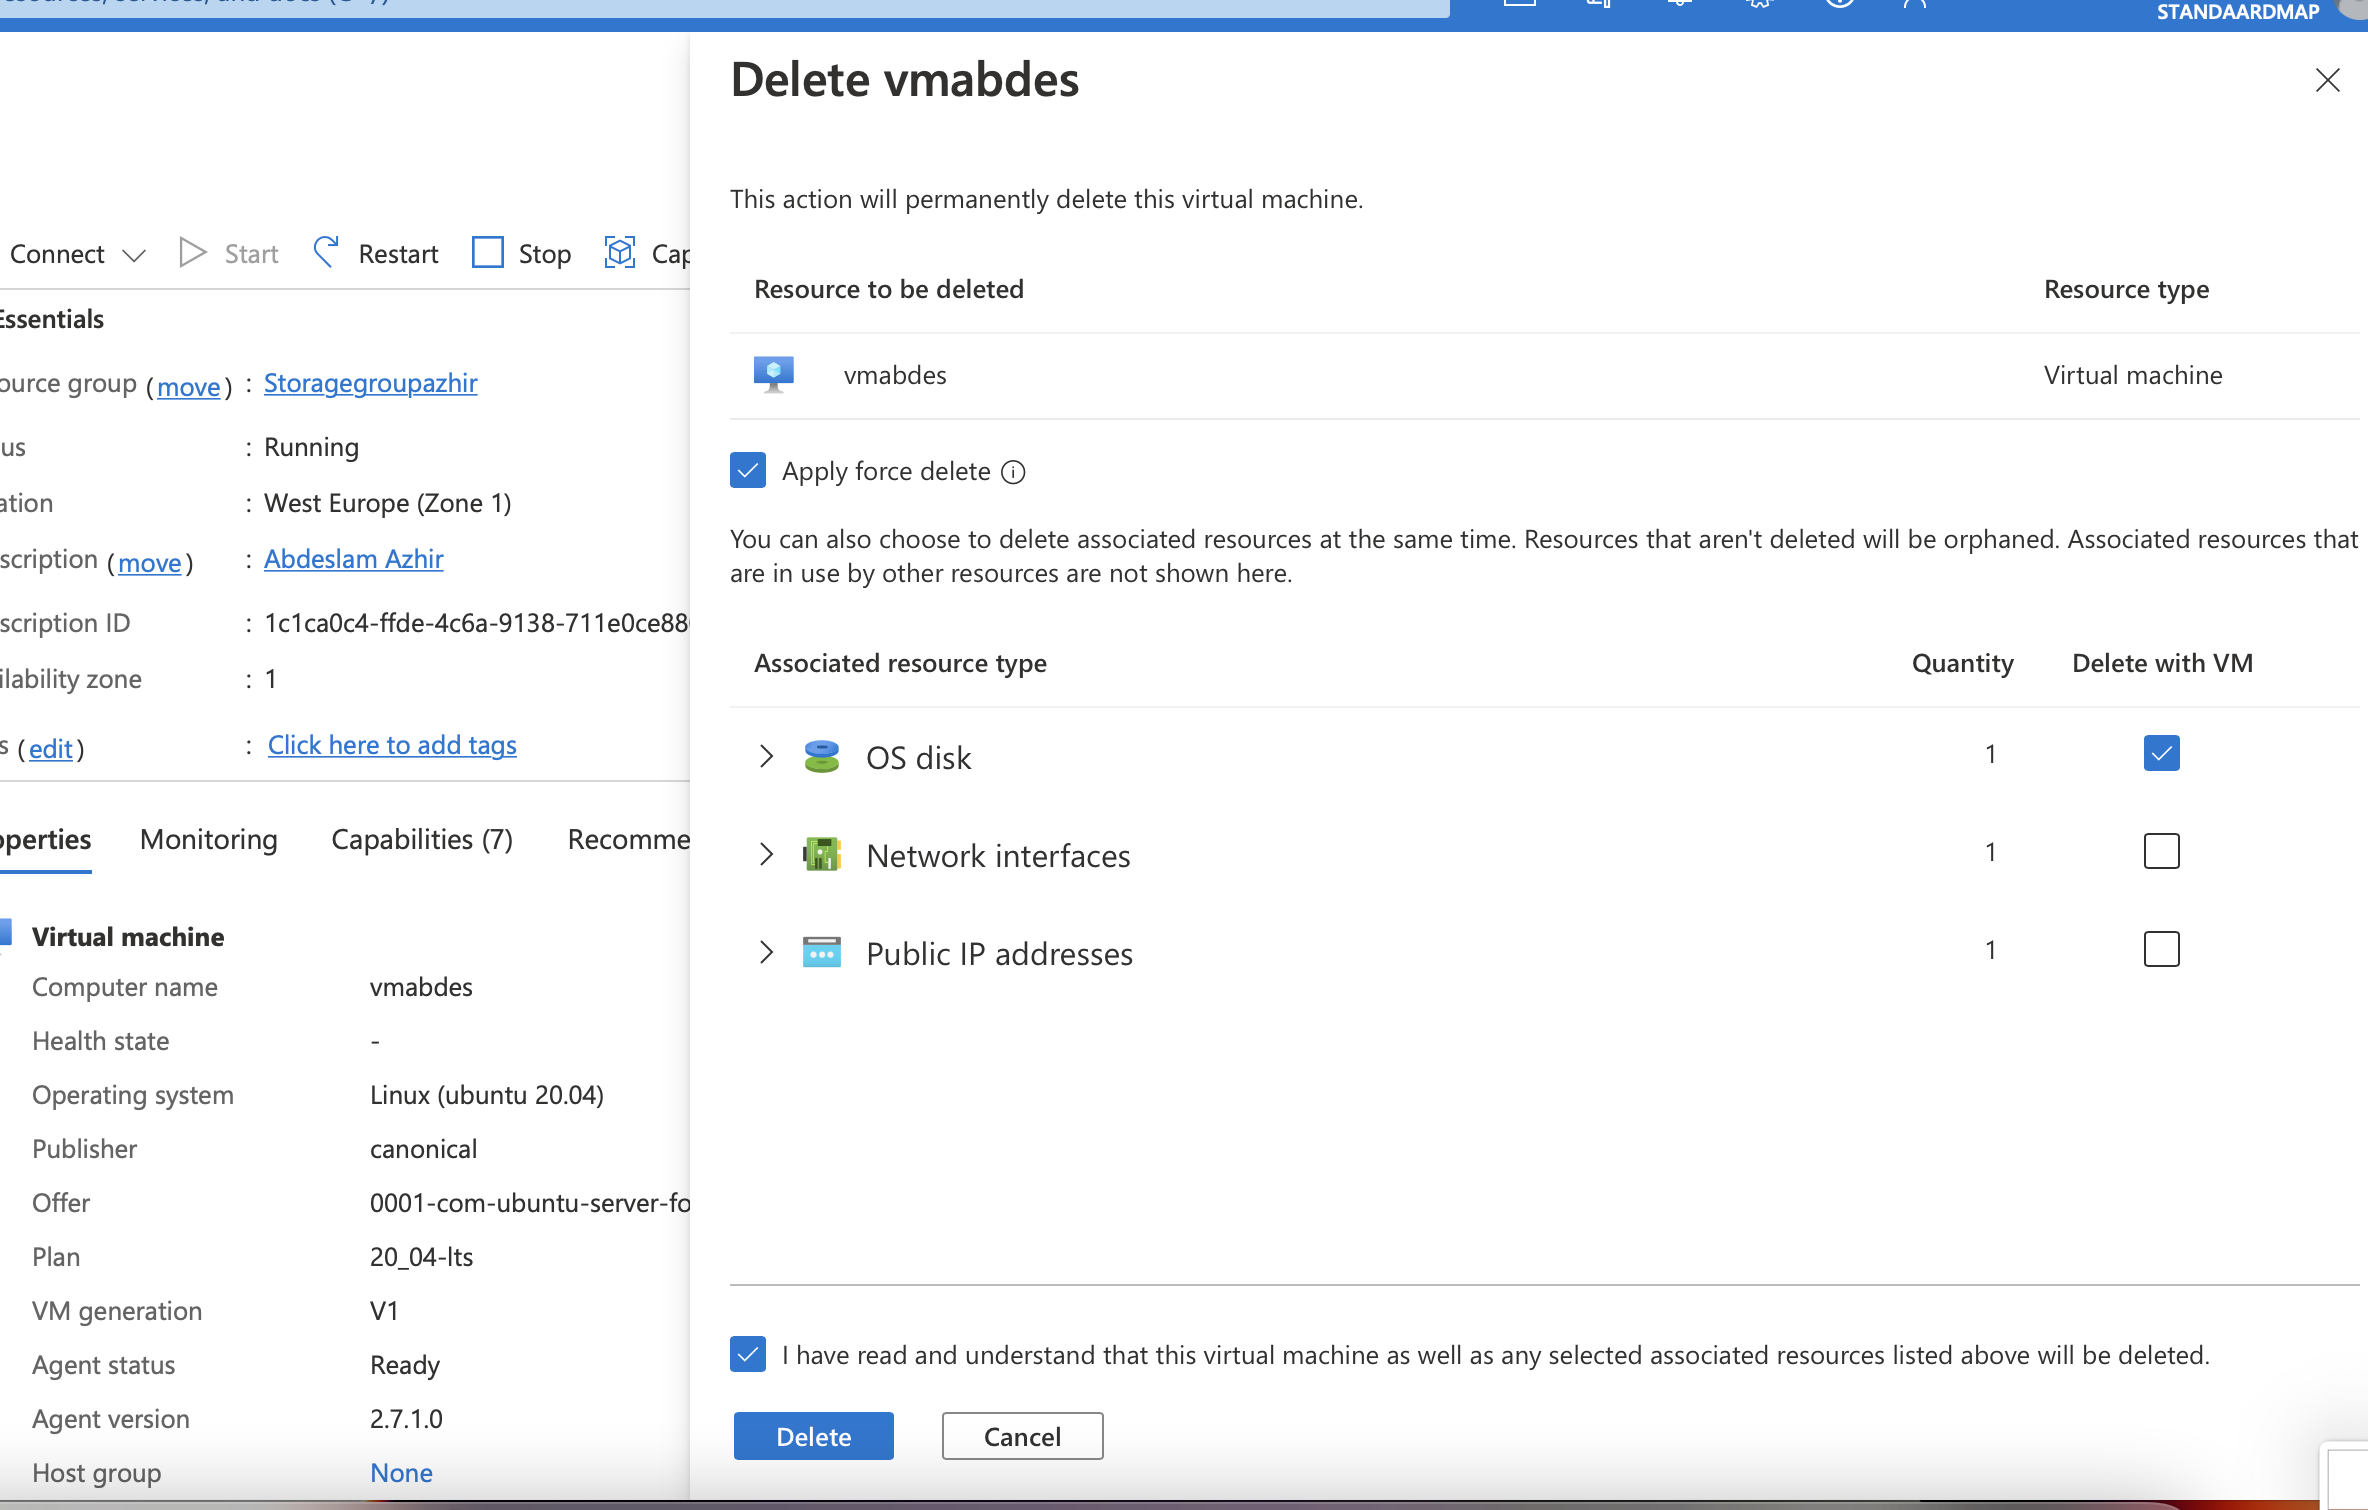 STANDAARDMAP
Delete vmabdes
This action will permanently delete this virtual machine.
Connect Start Restart Stop Cap
Resource to be deleted Resource type
vmabdes Virtual machine
Essentials
ource group (move) : Storagegroupazhir
us : Running
ation : West Europe (Zone 1)
scription (move) : Abdeslam Azhir
scription ID : 1c1ca0c4-ffde-4c6a-9138-711e0ce88
ilability zone : 1
s (edit) : Click here to add tags
Apply force delete
You can also choose to delete associated resources at the same time. Resources that aren't deleted will be orphaned. Associated resources that
are in use by other resources are not shown here.
Associated resource type Quantity Delete with VM
OS disk 1
Network interfaces 1
Public IP addresses 1
operties Monitoring Capabilities (7) Recomme
Virtual machine
Computer name vmabdes
Health state -
Operating system Linux (ubuntu 20.04)
Publisher canonical
Offer 0001-com-ubuntu-server-fo
Plan 20_04-lts
VM generation V1
Agent status Ready
Agent version 2.7.1.0
Host group None
I have read and understand that this virtual machine as well as any selected associated resources listed above will be deleted.
Delete Cancel